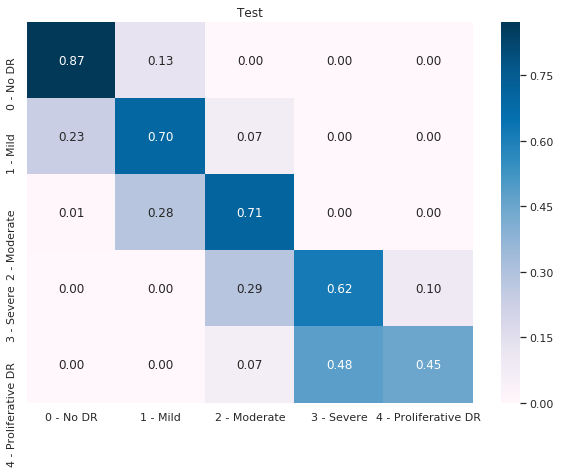 Test
0 - No DR
0.87 0.13 0.00 0.00 0.00
1 - Mild
0.23 0.70 0.07 0.00 0.00
2 - Moderate
0.01 0.28 0.71 0.00 0.00
3 - Severe
0.00 0.00 0.29 0.62 0.10
4 - Proliferative DR
0.00 0.00 0.07 0.48 0.45
0 - No DR 1 - Mild 2 - Moderate 3 - Severe 4 - Proliferative DR
0.75
0.60
0.45
0.30
0.15
0.00